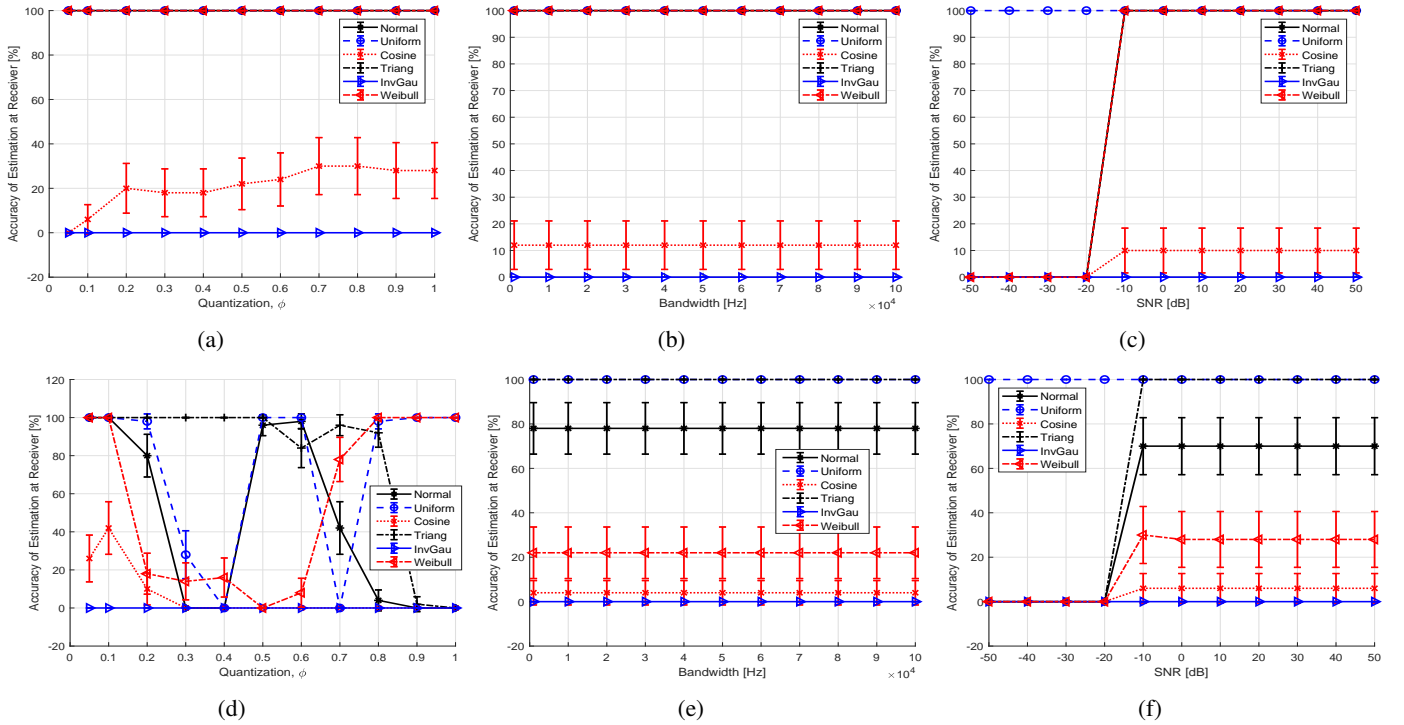 100
80
60
40
20
0
-20
Accuracy of Estimation at Receiver [%]
0 0.1 0.2 0.3 0.4 0.5 0.6 0.7 0.8 0.9 1
Quantization, ϕ
Normal
Uniform
Cosine
Triang
InvGau
Weibull
(a)
100
90
80
70
60
50
40
30
20
10
0
Accuracy of Estimation at Receiver [%]
0 1 2 3 4 5 6 7 8 9 10
Bandwidth [Hz]
×10⁴
Normal
Uniform
Cosine
Triang
InvGau
Weibull
(b)
100
90
80
70
60
50
40
30
20
10
0
Accuracy of Estimation at Receiver [%]
-50 -40 -30 -20 -10 0 10 20 30 40 50
SNR [dB]
Normal
Uniform
Cosine
Triang
InvGau
Weibull
(c)
120
100
80
60
40
20
0
-20
Accuracy of Estimation at Receiver [%]
0 0.1 0.2 0.3 0.4 0.5 0.6 0.7 0.8 0.9 1
Quantization, ϕ
Normal
Uniform
Cosine
Triang
InvGau
Weibull
(d)
100
80
60
40
20
0
-20
Accuracy of Estimation at Receiver [%]
0 1 2 3 4 5 6 7 8 9 10
Bandwidth [Hz]
×10⁴
Normal
Uniform
Cosine
Triang
InvGau
Weibull
(e)
100
80
60
40
20
0
-20
Accuracy of Estimation at Receiver [%]
-50 -40 -30 -20 -10 0 10 20 30 40 50
SNR [dB]
Normal
Uniform
Cosine
Triang
InvGau
Weibull
(f)